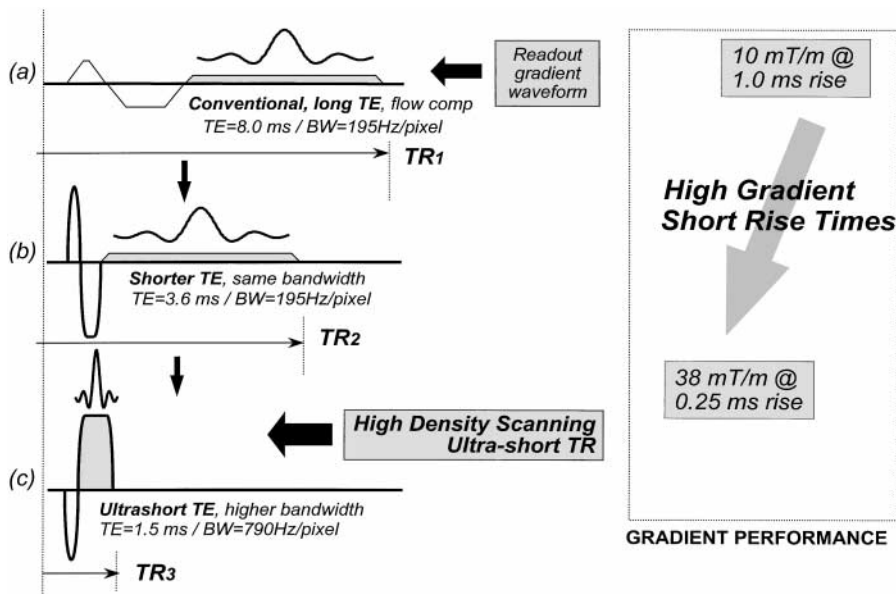 (a)
Conventional, long TE, flow comp
TE=8.0 ms / BW=195Hz/pixel
TR1
Readout
gradient
waveform
(b)
Shorter TE, same bandwidth
TE=3.6 ms / BW=195Hz/pixel
TR2
High Density Scanning
Ultra-short TR
(c)
Ultrashort TE, higher bandwidth
TE=1.5 ms / BW=790Hz/pixel
TR3
10 mT/m @
1.0 ms rise
High Gradient
Short Rise Times
38 mT/m @
0.25 ms rise
GRADIENT PERFORMANCE